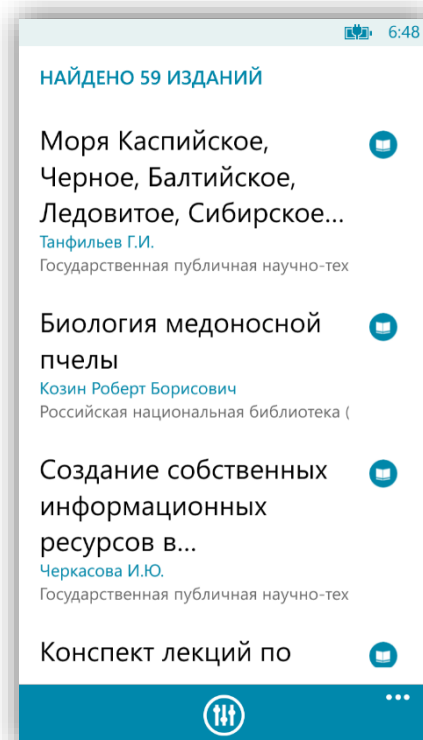 6:48
НАЙДЕНО 59 ИЗДАНИЙ
Моря Каспийское,
Черное, Балтийское,
Ледовитое, Сибирское...
Танфильев Г.И.
Государственная публичная научно-тех
Биология медоносной
пчелы
Козин Роберт Борисович
Российская национальная библиотека (
Создание собственных
информационных
ресурсов в...
Черкасова И.Ю.
Государственная публичная научно-тех
Конспект лекций по